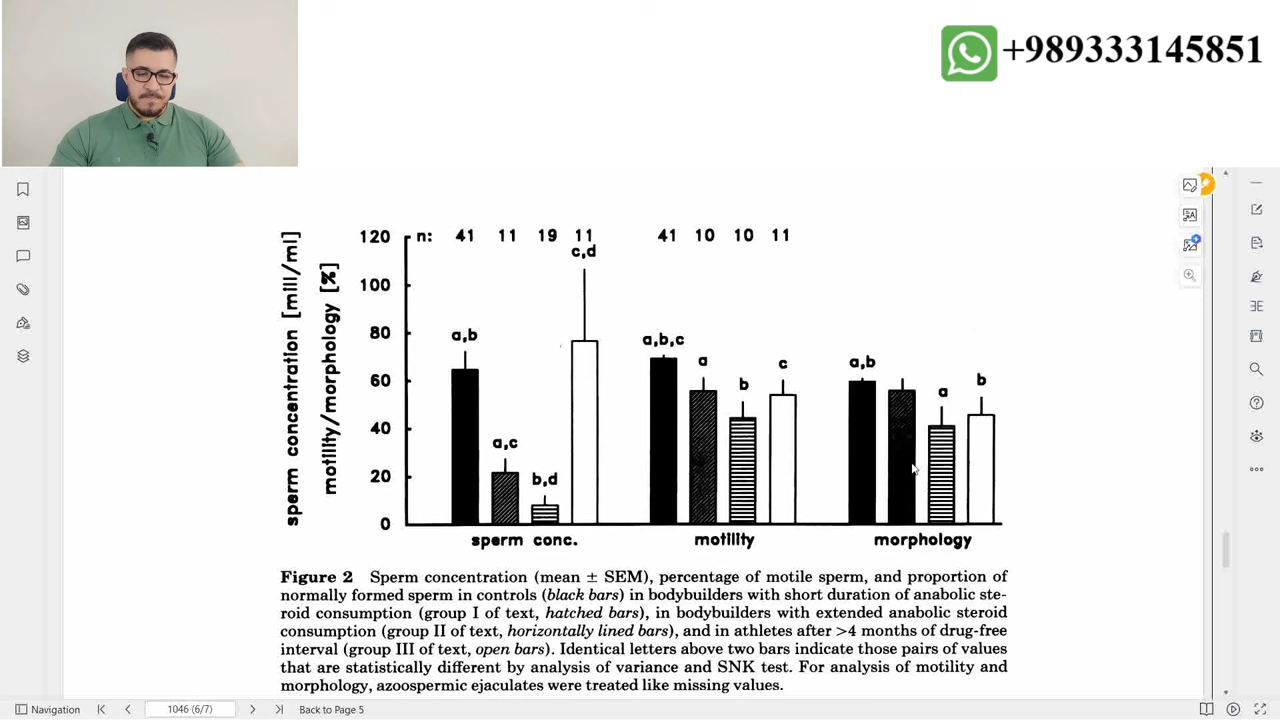 +989333145851
n: 41 11 19 11 41 10 10 11
sperm concentration [mill/ml]
motility/morphology [%]
120
100
80
60
40
20
0
a,b
a,c
b,d
c,d
a,b,c
a
b
c
a,b
a
b
sperm conc.
motility
morphology
Figure 2 Sperm concentration (mean ± SEM), percentage of motile sperm, and proportion of
normally formed sperm in controls (black bars) in bodybuilders with short duration of anabolic ste-
roid consumption (group I of text, hatched bars), in bodybuilders with extended anabolic steroid
consumption (group II of text, horizontally lined bars), and in athletes after >4 months of drug-free
interval (group III of text, open bars). Identical letters above two bars indicate those pairs of values
that are statistically different by analysis of variance and SNK test. For analysis of motility and
morphology, azoospermic ejaculates were treated like missing values.
Navigation
1046 (6/7)
Back to Page 5